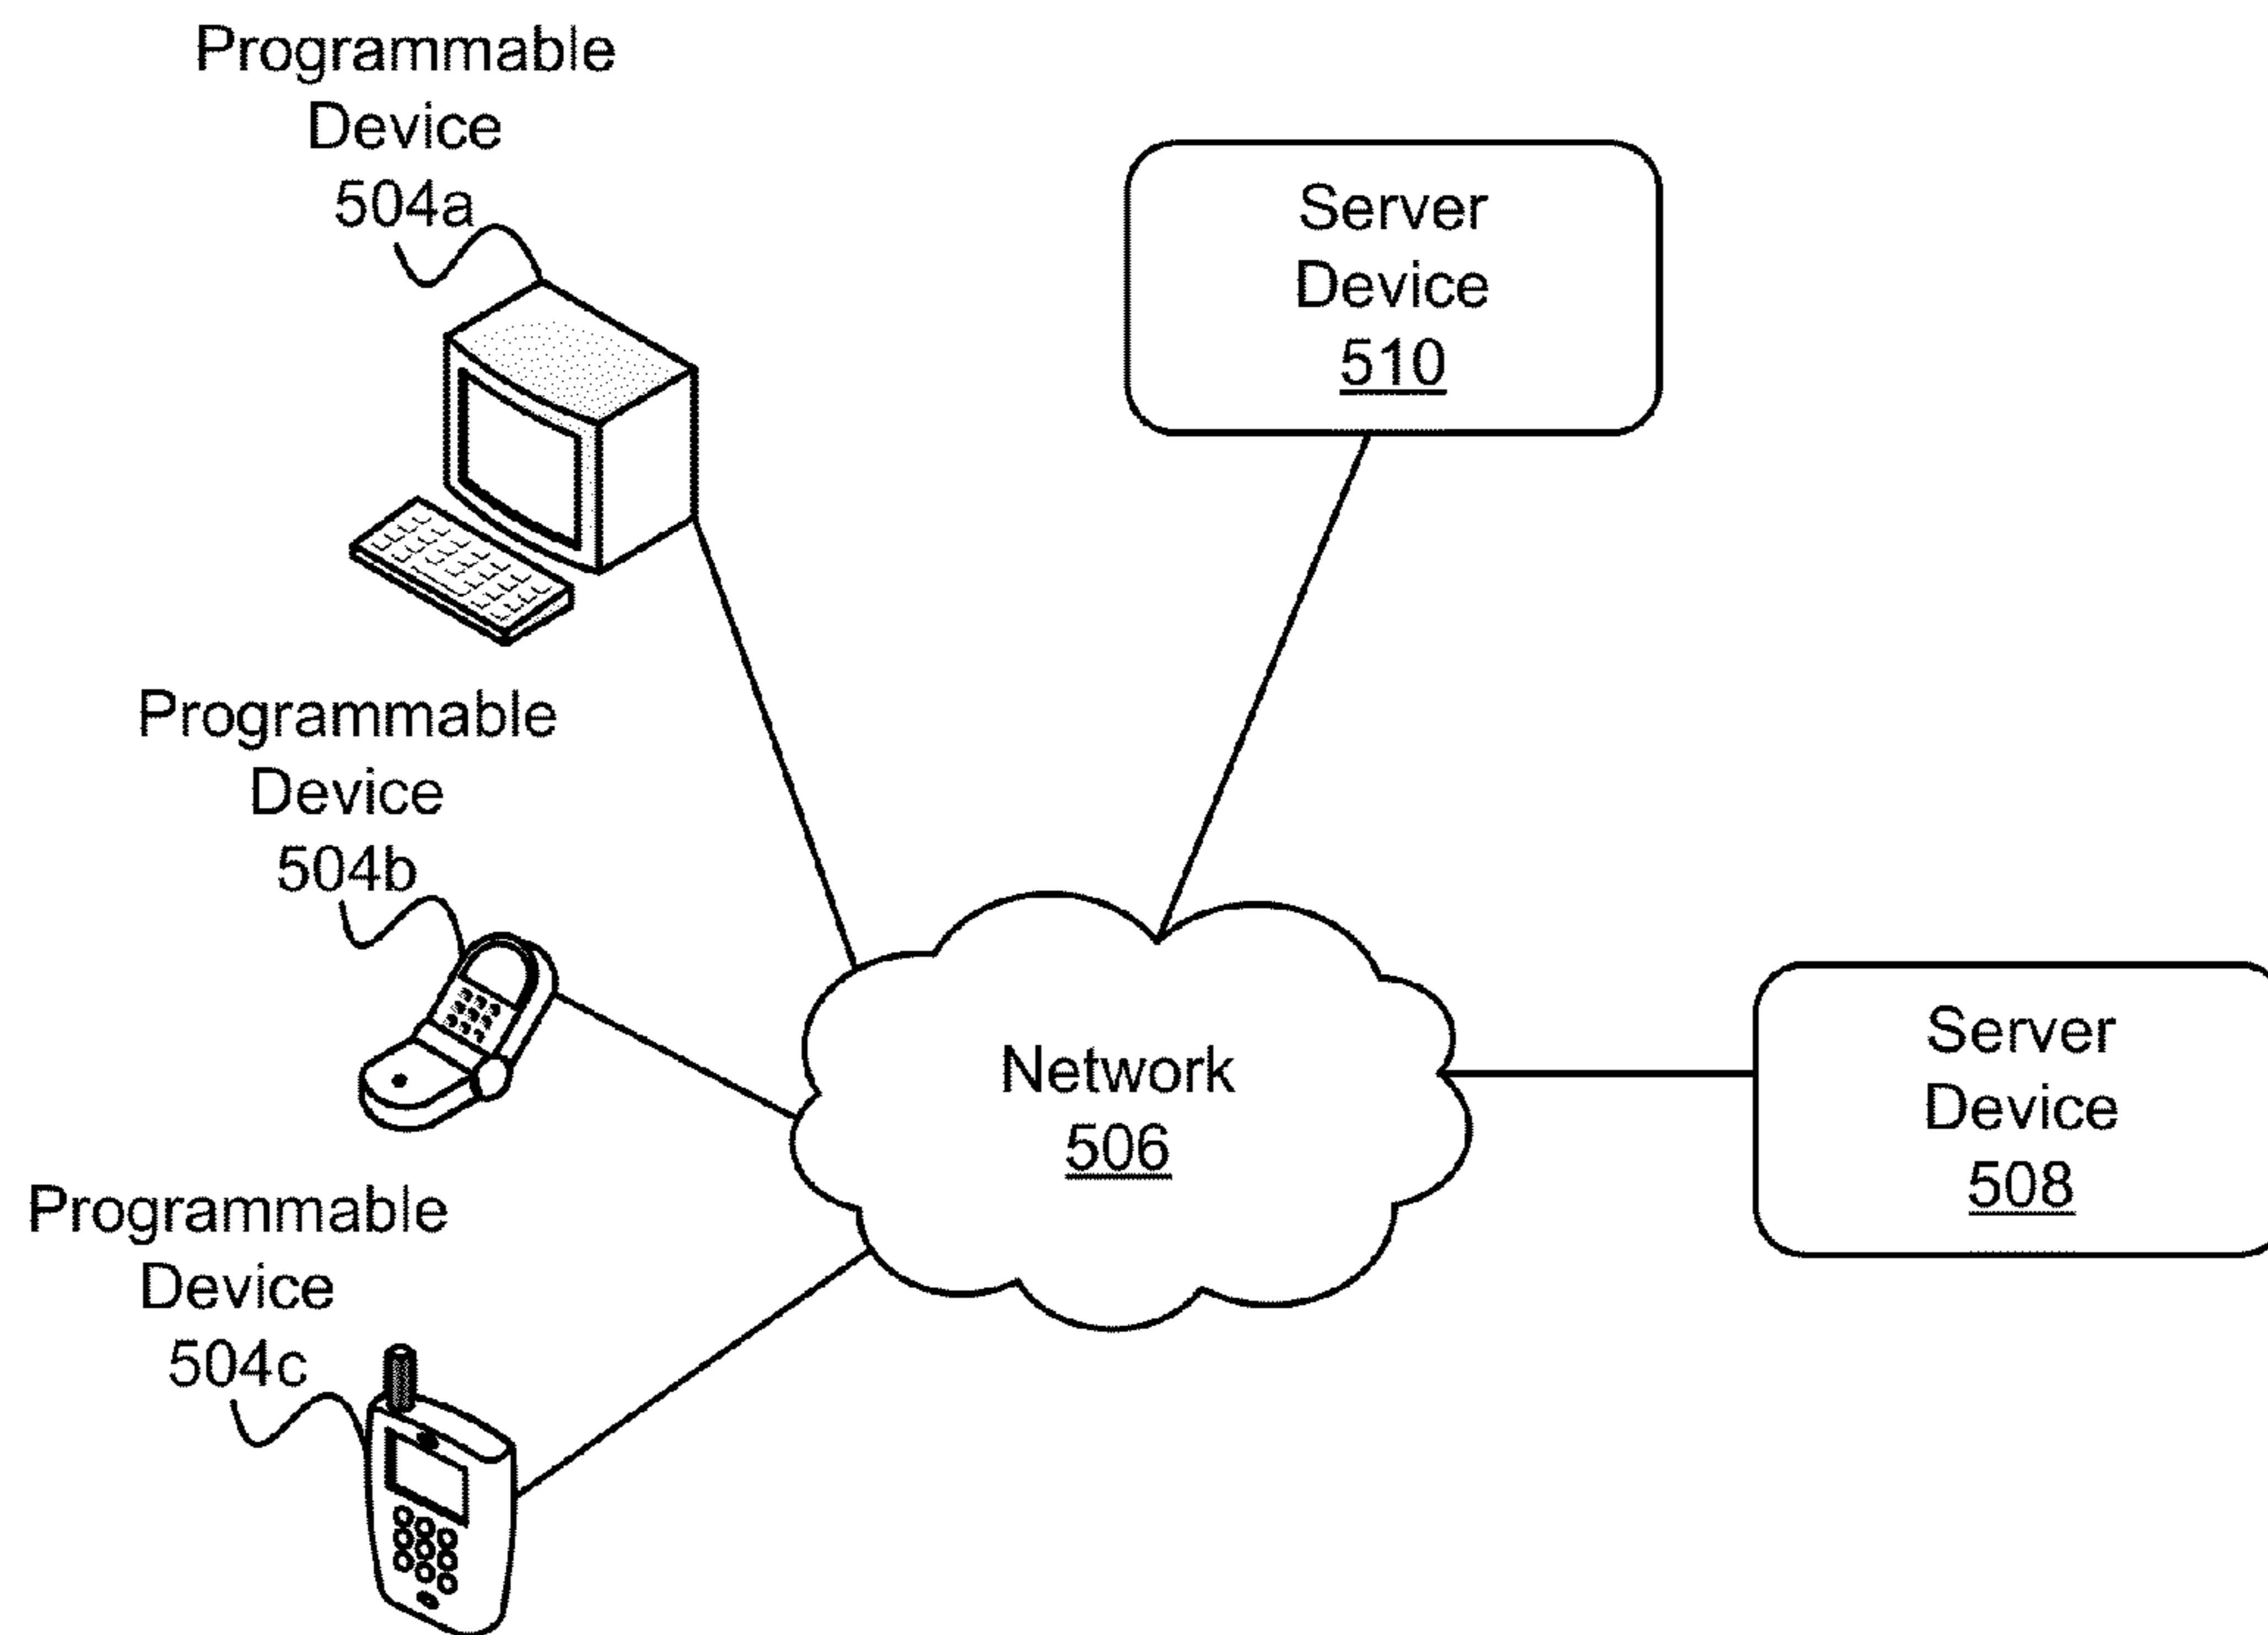 Programmable
Device
504a
Server
Device
510
Programmable
Device
504b
Network
506
Server
Device
508
Programmable
Device
504c